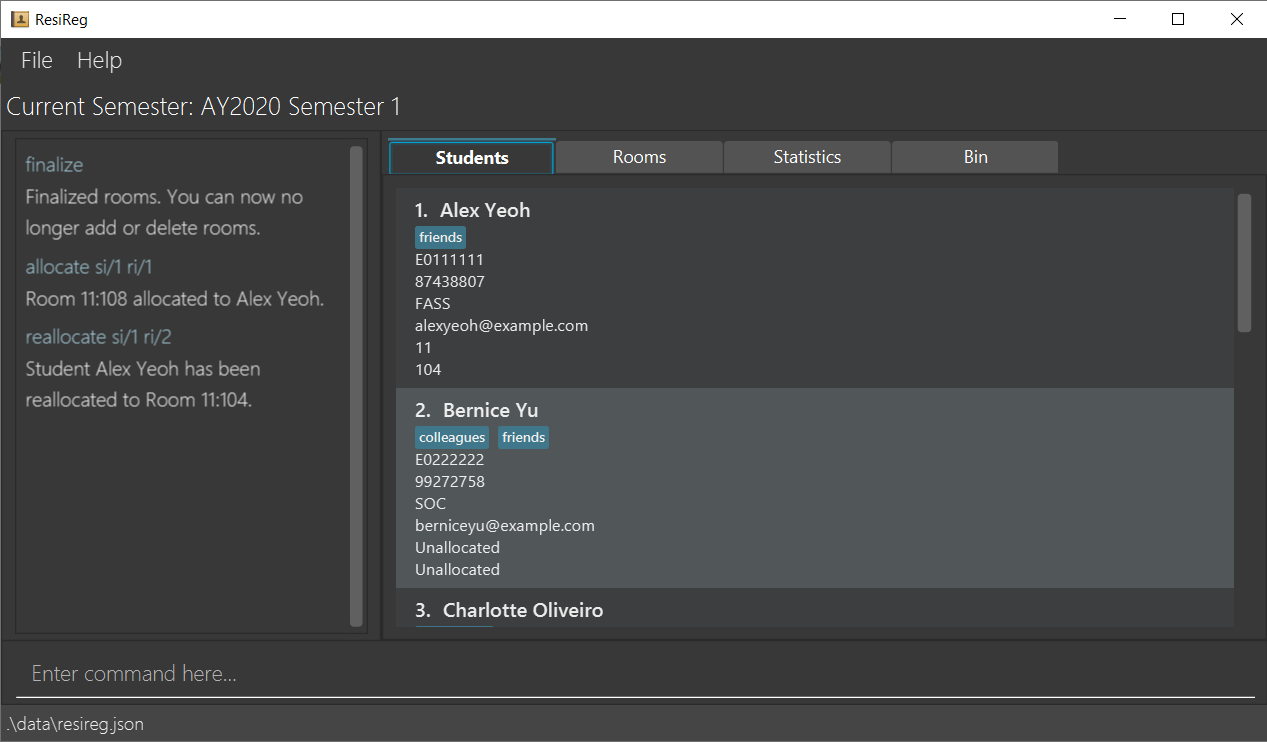 ResiReg
File Help
Current Semester: AY2020 Semester 1
finalize
Finalized rooms. You can now no
longer add or delete rooms.
allocate si/1 ri/1
Room 11:108 allocated to Alex Yeoh.
reallocate si/1 ri/2
Student Alex Yeoh has been
reallocated to Room 11:104.
Students Rooms Statistics Bin
1. Alex Yeoh
friends
E0111111
87438807
FASS
alexyeoh@example.com
11
104
2. Bernice Yu
colleagues friends
E0222222
99272758
SOC
berniceyu@example.com
Unallocated
Unallocated
3. Charlotte Oliveiro
Enter command here...
.\data\resireg.json